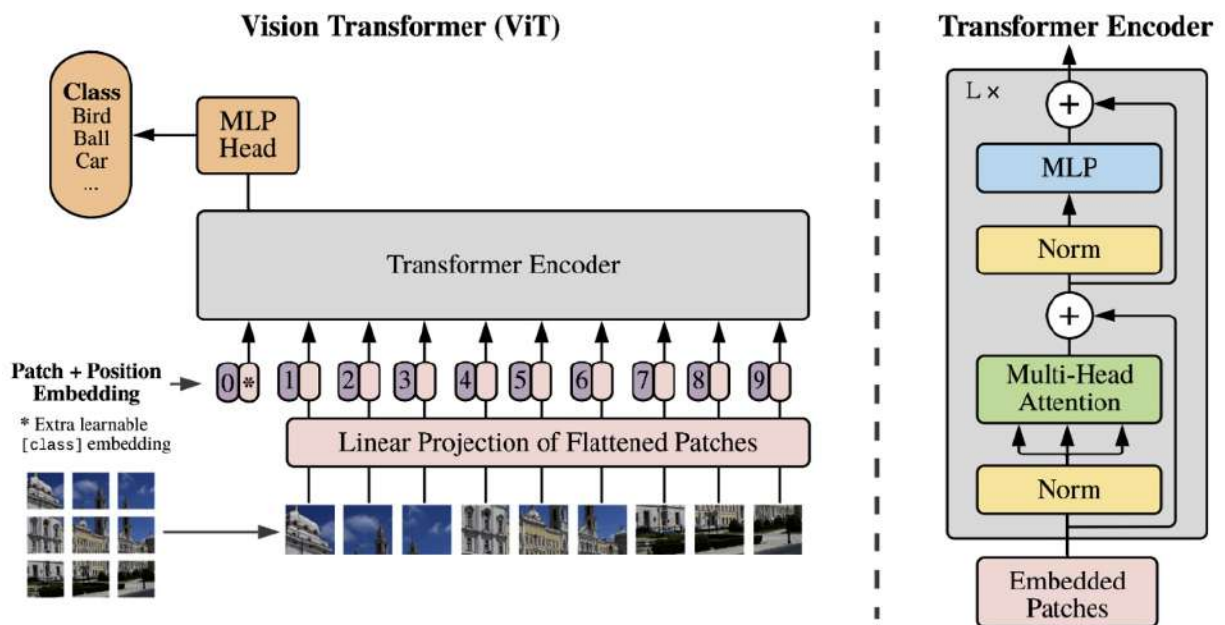 Vision Transformer (ViT)
Class
Bird
Ball
Car
...
MLP
Head
Transformer Encoder
Patch + Position
Embedding
* Extra learnable
[class] embedding
0 * 1 2 3 4 5 6 7 8 9
Linear Projection of Flattened Patches
Transformer Encoder
L ×
+
MLP
Norm
+
Multi-Head
Attention
Norm
Embedded
Patches